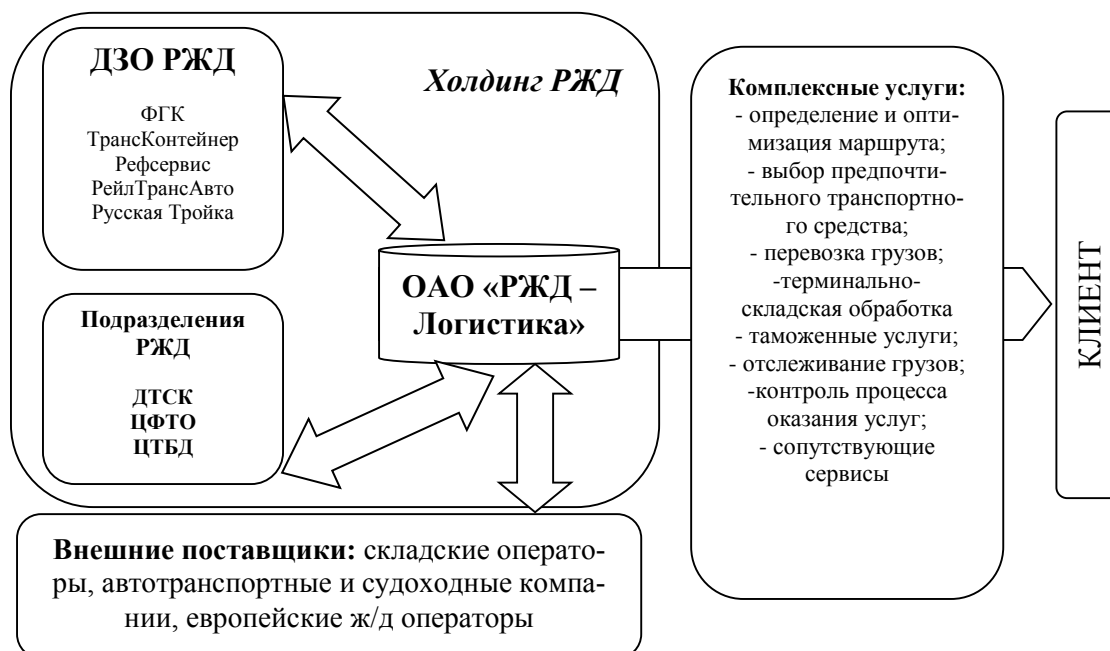 ДЗО РЖД
ФГК
ТрансКонтейнер
Рефсервис
РейлТрансАвто
Русская Тройка
Холдинг РЖД
Подразделения
РЖД
ДТСК
ЦФТО
ЦТБД
ОАО «РЖД –
Логистика»
Внешние поставщики: складские операто-
ры, автотранспортные и судоходные компа-
нии, европейские ж/д операторы
Комплексные услуги:
- определение и опти-
мизация маршрута;
- выбор предпочти-
тельного транспортно-
го средства;
- перевозка грузов;
-терминально-
складская обработка
- таможенные услуги;
- отслеживание грузов;
-контроль процесса
оказания услуг;
- сопутствующие
сервисы
КЛИЕНТ